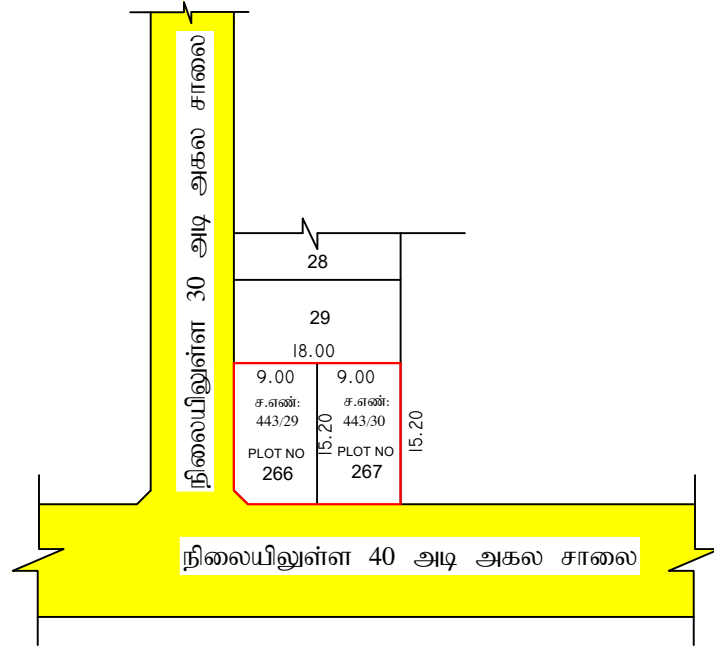 நிலையிலுள்ள 30 அடி அகல சாலை
28
29
18.00
9.00
9.00
ச.எண்:
443/29
ச.எண்:
443/30
15.20
15.20
PLOT NO
266
PLOT NO
267
நிலையிலுள்ள 40 அடி அகல சாலை